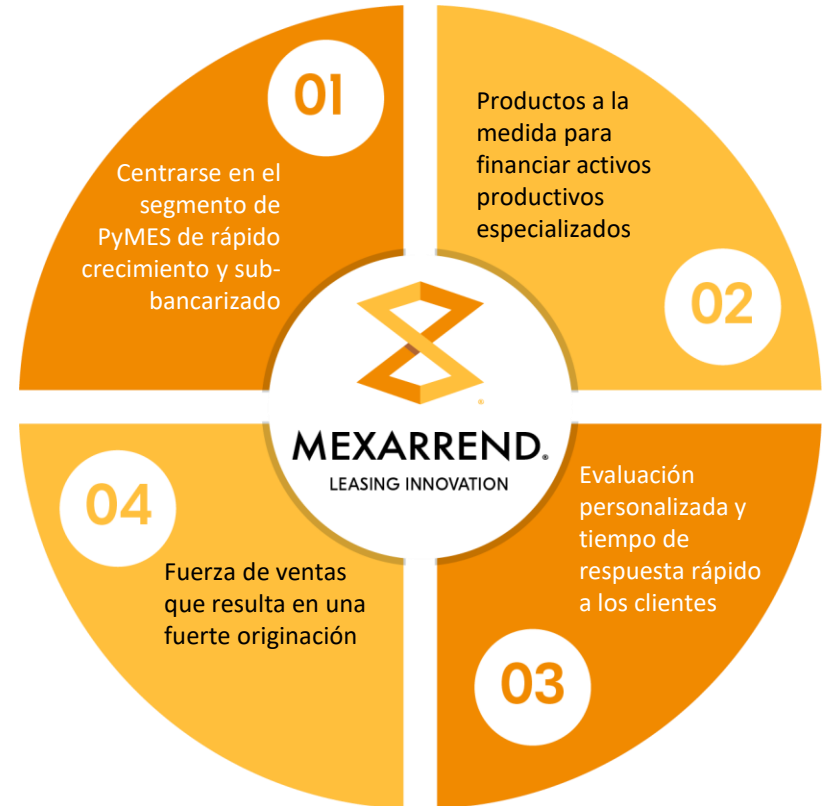 01
Centrarse en el
segmento de
PyMES de rápido
crecimiento y sub-
bancarizado
Productos a la
medida para
financiar activos
productivos
especializados
02
MEXARREND®
LEASING INNOVATION
Evaluación
personalizada y
tiempo de
respuesta rápido
a los clientes
03
04
Fuerza de ventas
que resulta en una
fuerte originación